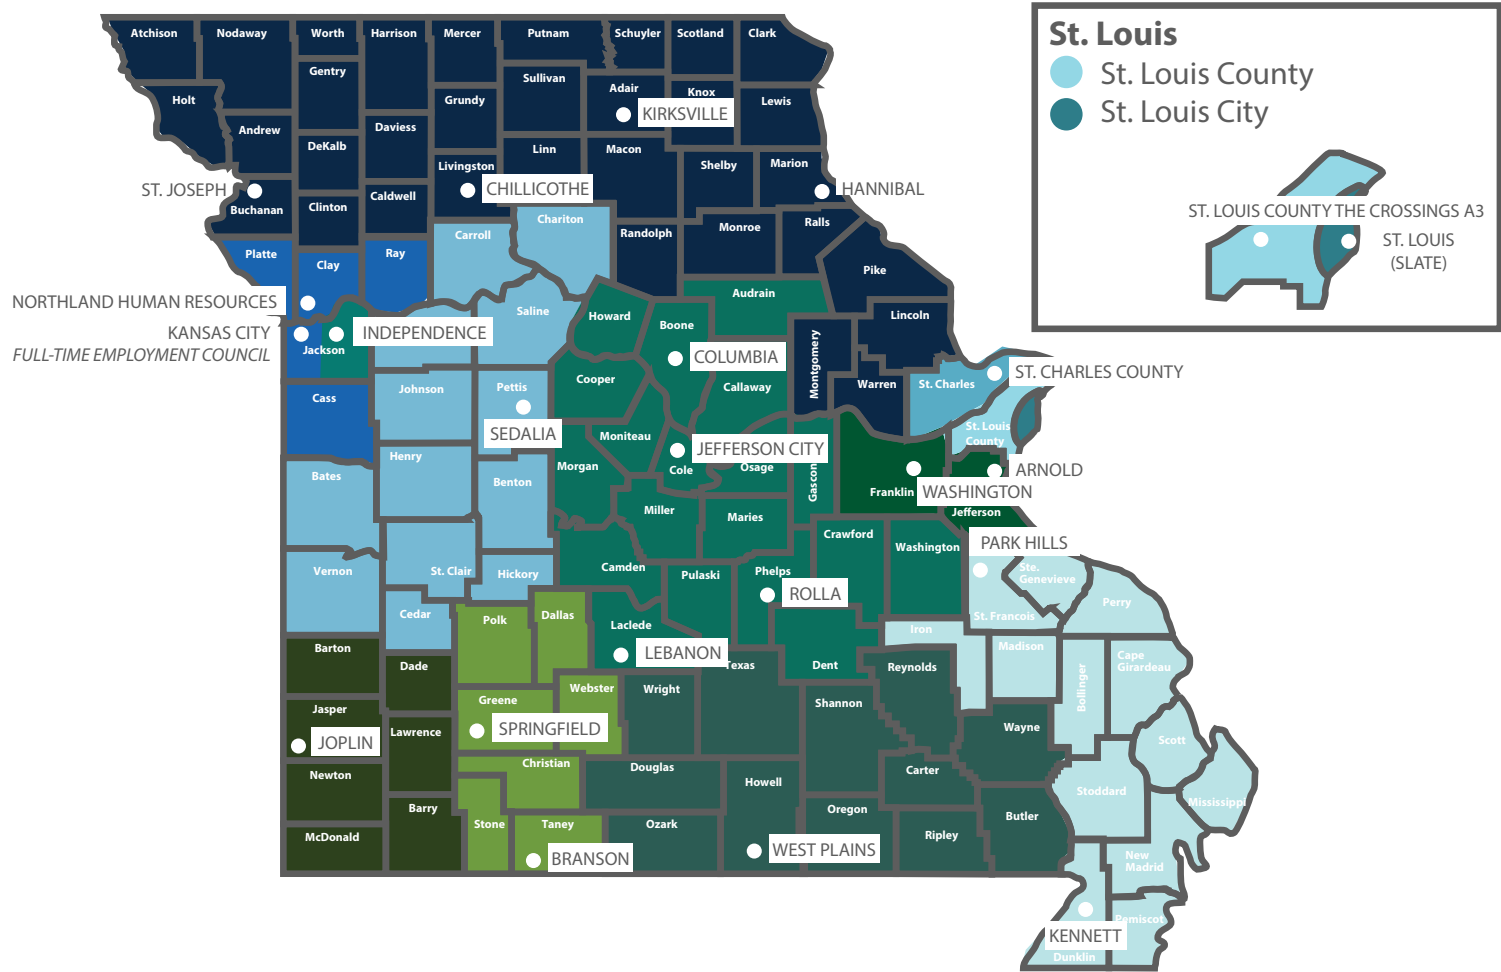 Atchison
Nodaway
Worth
Harrison
Mercer
Putnam
Schuyler
Scotland
Clark
St. Louis
St. Louis County
St. Louis City
Gentry
Sullivan
Adair
Knox
Holt
Grundy
Lewis
KIRKSVILLE
Andrew
Daviess
DeKalb
Linn
Macon
Livingston
Shelby
Marion
ST. JOSEPH
CHILLICOTHE
HANNIBAL
Buchanan
Clinton
Caldwell
ST. LOUIS COUNTY THE CROSSINGS A3
ST. LOUIS
(SLATE)
Chariton
Carroll
Randolph
Monroe
Ralls
Platte
Clay
Ray
Pike
NORTHLAND HUMAN RESOURCES
Saline
Howard
Audrain
Lincoln
KANSAS CITY
FULL-TIME EMPLOYMENT COUNCIL
INDEPENDENCE
Jackson
Boone
COLUMBIA
Montgomery
ST. CHARLES COUNTY
Cass
Johnson
Pettis
Cooper
Callaway
Warren
St. Charles
SEDALIA
St. Louis
County
Henry
Moniteau
JEFFERSON CITY
Bates
Benton
Morgan
Cole
Osage
Gascon
ARNOLD
Franklin
WASHINGTON
Jefferson
Miller
Maries
Crawford
Washington
PARK HILLS
Vernon
St. Clair
Hickory
Camden
Pulaski
Phelps
Ste.
Genevieve
ROLLA
Perry
Cedar
Polk
Dallas
Laclede
St. Francois
Iron
Barton
Dade
LEBANON
Texas
Dent
Reynolds
Madison
Bollinger
Cape
Girardeau
Jasper
Greene
Webster
Wright
Shannon
JOPLIN
Lawrence
SPRINGFIELD
Wayne
Scott
Newton
Christian
Douglas
Howell
Carter
Stoddard
Mississippi
McDonald
Barry
Stone
Taney
Ozark
Oregon
Ripley
Butler
BRANSON
WEST PLAINS
New
Madrid
Pemiscot
KENNETT
Dunklin